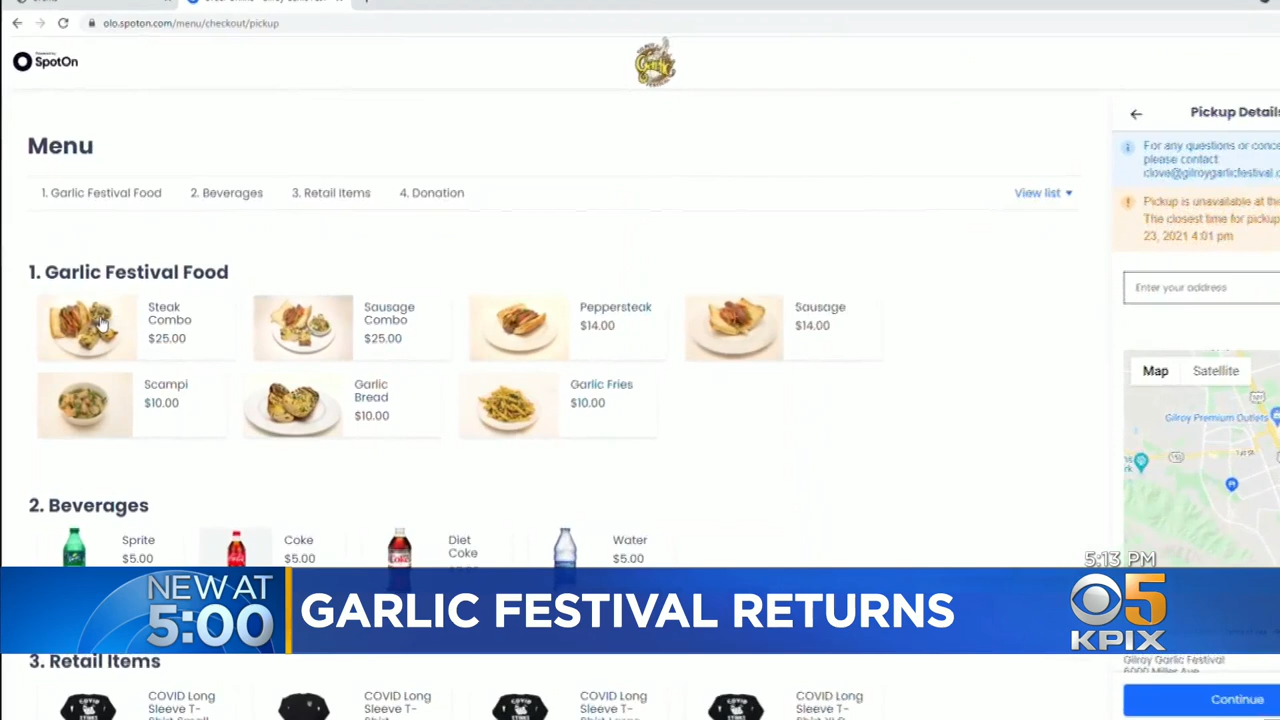 olo.spoton.com/menu/checkout/pickup
SpotOn
Menu
1. Garlic Festival Food
2. Beverages
3. Retail Items
4. Donation
View list
1. Garlic Festival Food
Steak
Combo
$25.00
Sausage
Combo
$25.00
Peppersteak
$14.00
Sausage
$14.00
Scampi
$10.00
Garlic
Bread
$10.00
Garlic Fries
$10.00
2. Beverages
Sprite
$5.00
Coke
$5.00
Diet
Coke
Water
$5.00
3. Retail Items
COVID Long
Sleeve T-
COVID Long
Sleeve T-
COVID Long
Sleeve T-
COVID Long
Sleeve T-
Pickup Details
For any questions or conce
please contact
clove@gilroygarlicfestival.c
Pickup is unavailable at the
The closest time for pickup
23, 2021 4:01 pm
Enter your address
Map
Satellite
Gilroy Premium Outlets
Gilroy Garlic Festival
Continue
NEW AT
5:00
GARLIC FESTIVAL RETURNS
5:13 PM
5
KPIX